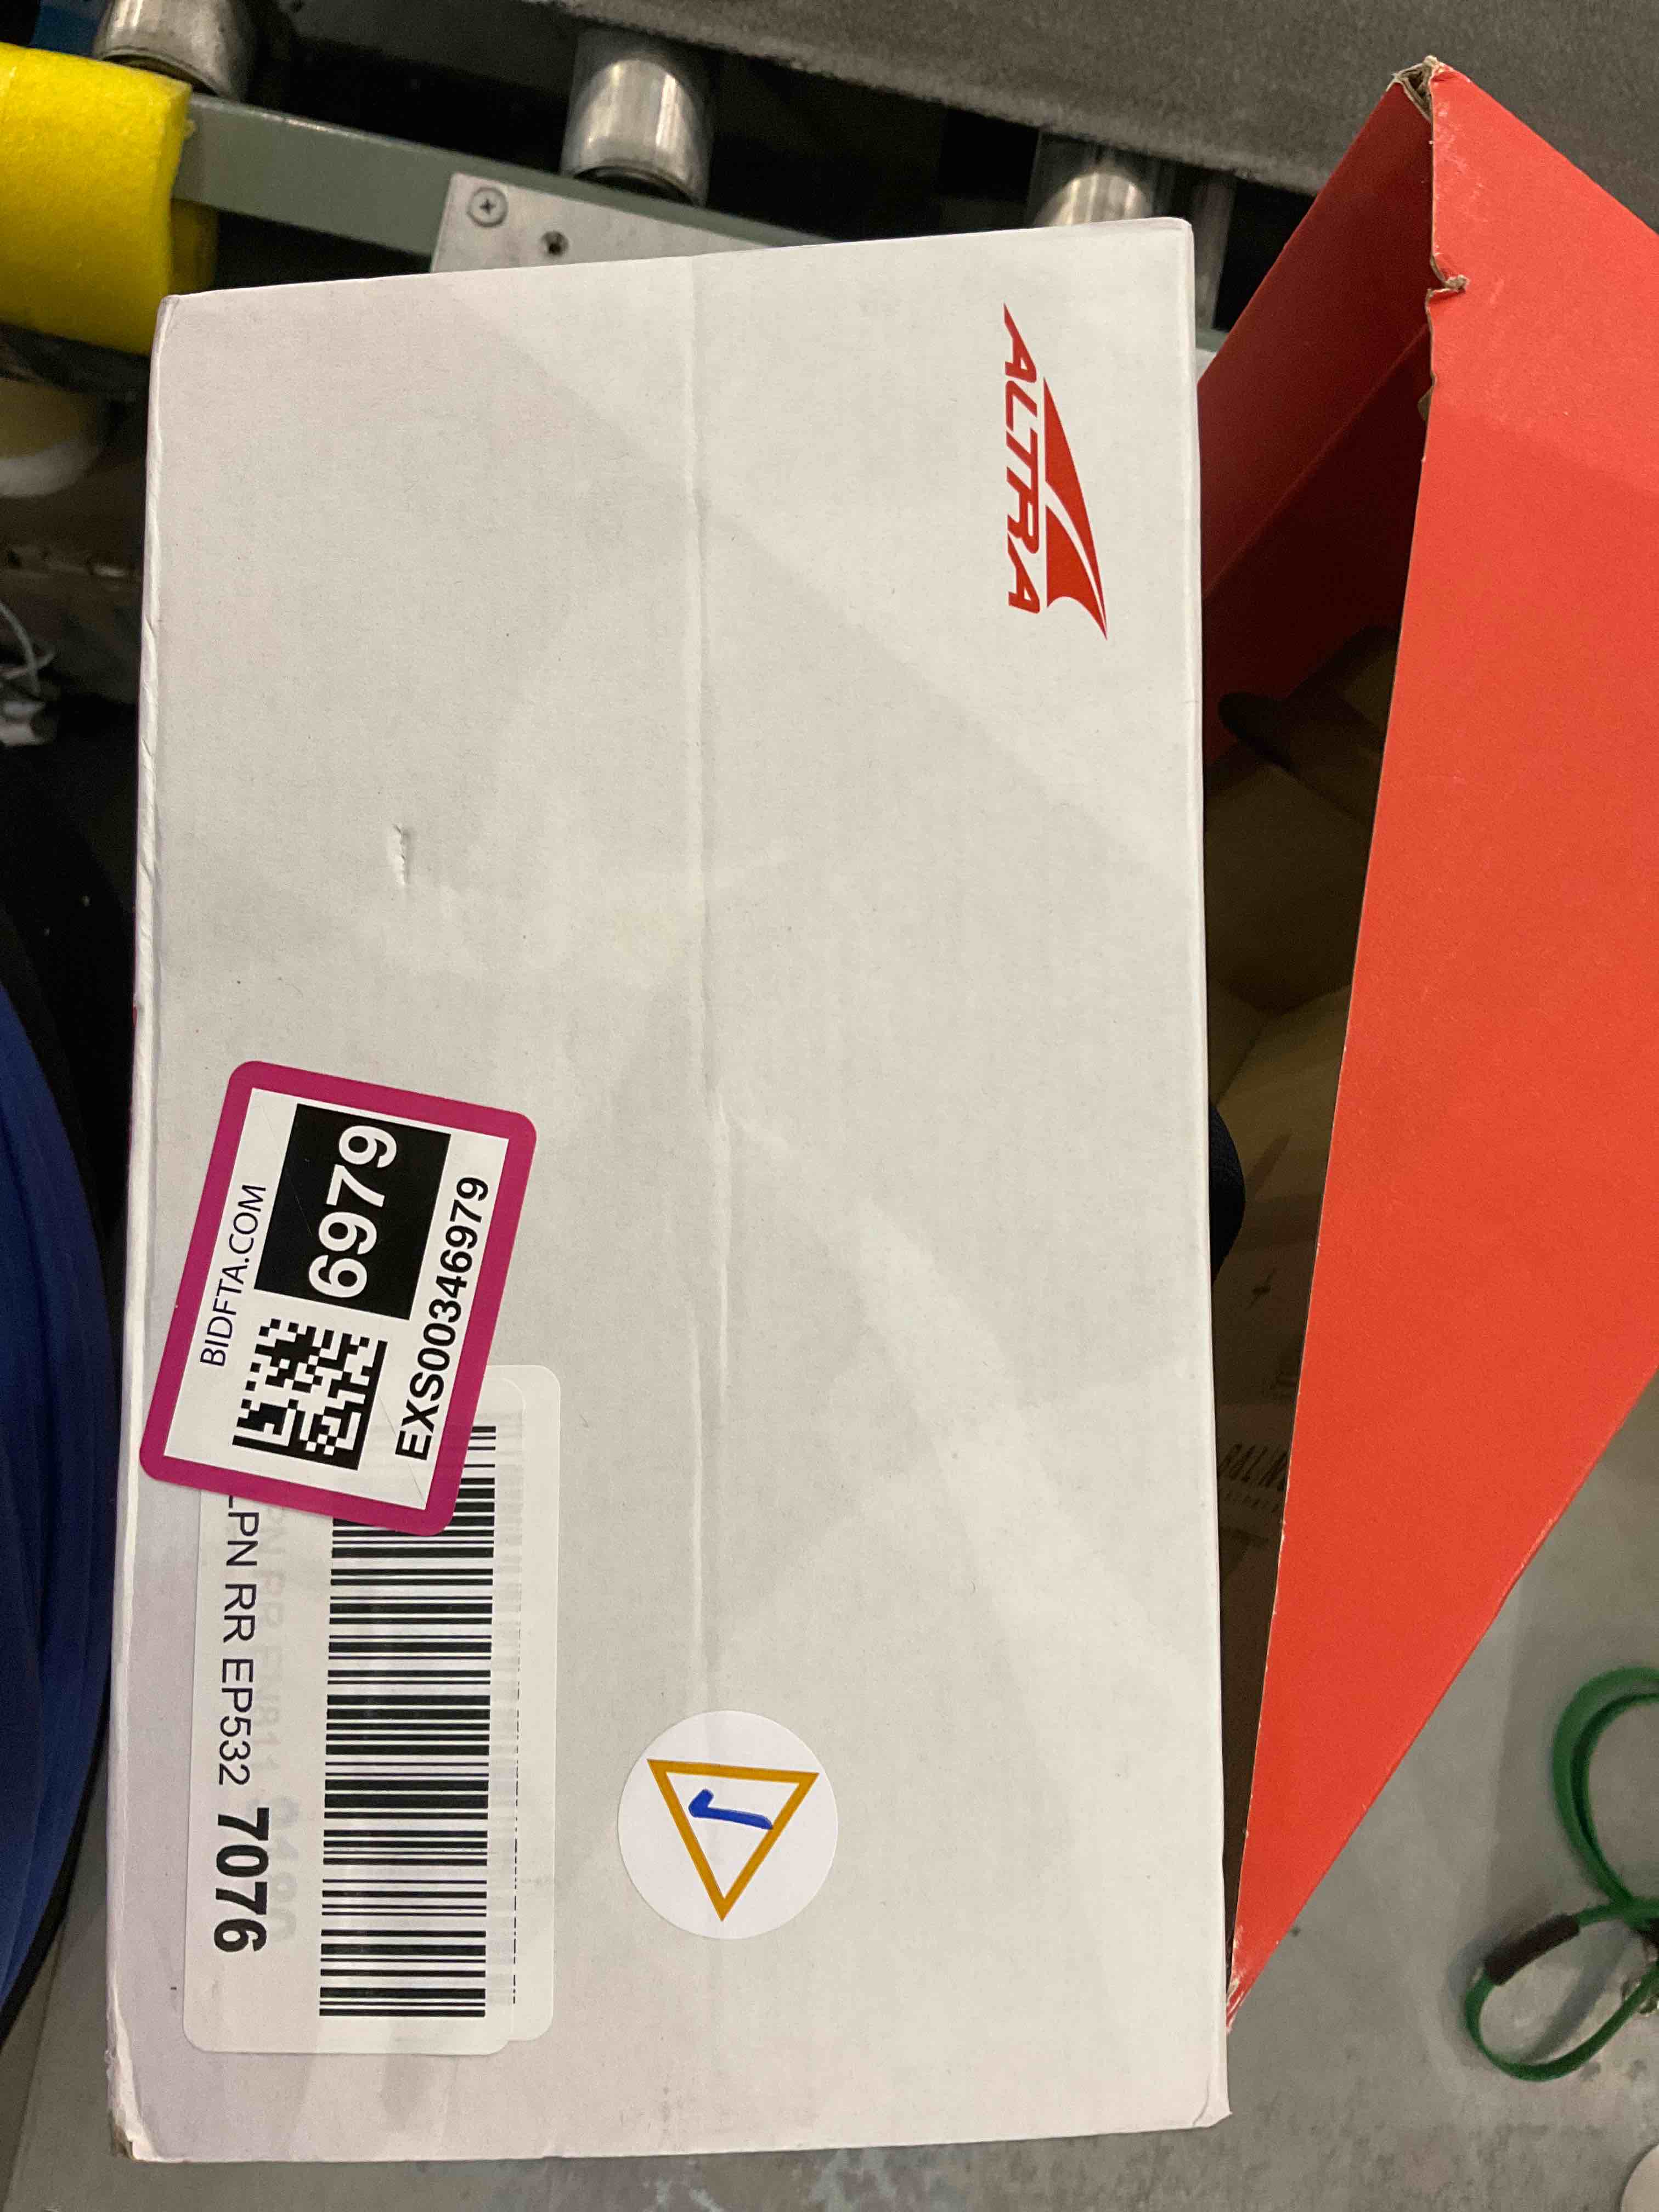 ALTRA
BIDFTA.COM
6979
EXS00346979
LPN RR EP532 7076